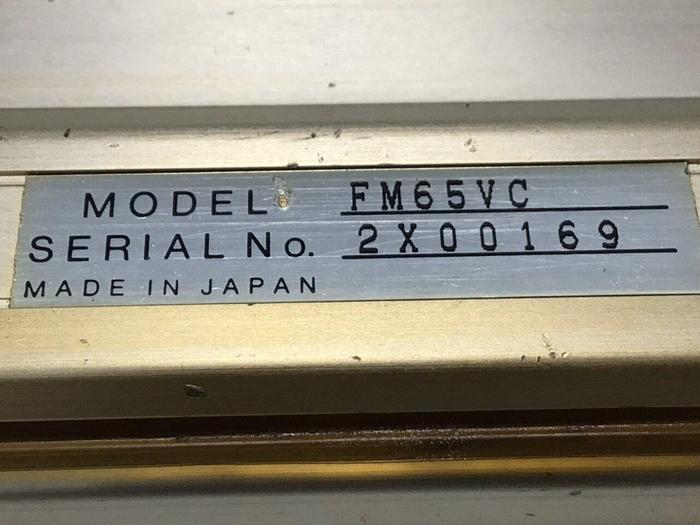 MODEL FM65VC
SERIAL No. 2X00169
MADE IN JAPAN